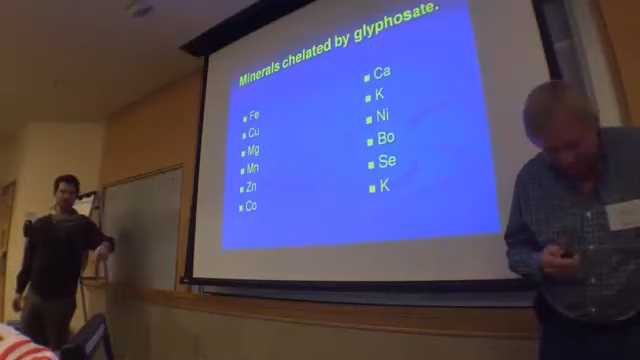 Minerals chelated by glyphosate.
Fe
Cu
Mg
Mn
Zn
Co
Ca
K
Ni
Bo
Se
K